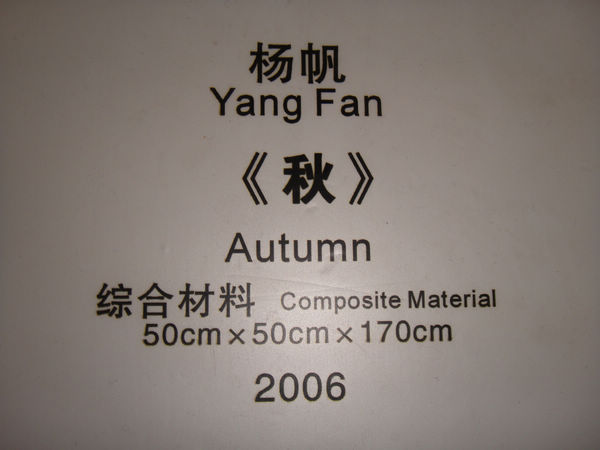 杨帆
Yang Fan
《秋》
Autumn
综合材料 Composite Material
50cm×50cm×170cm
2006